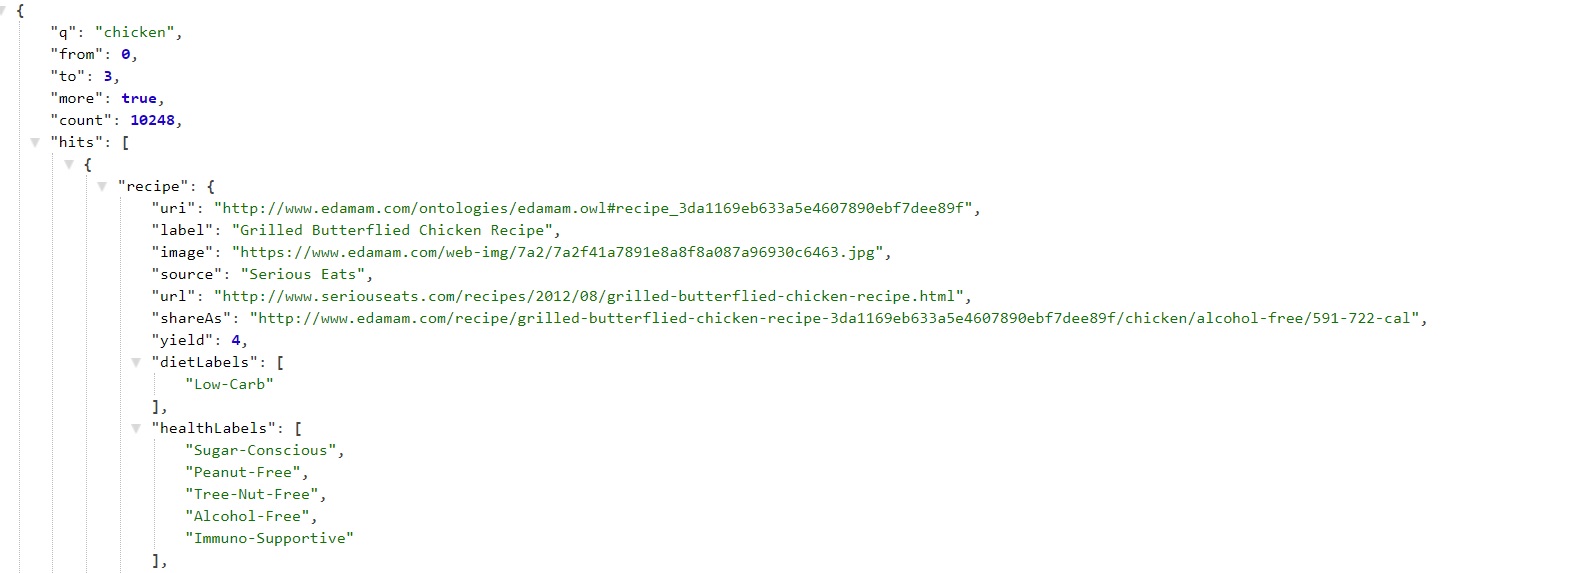 {
"q": "chicken",
"from": 0,
"to": 3,
"more": true,
"count": 10248,
"hits": [
{
"recipe": {
"uri": "http://www.edamam.com/ontologies/edamam.owl#recipe_3da1169eb633a5e4607890ebf7dee89f",
"label": "Grilled Butterflied Chicken Recipe",
"image": "https://www.edamam.com/web-img/7a2/7a2f41a7891e8a8f8a087a96930c6463.jpg",
"source": "Serious Eats",
"url": "http://www.seriouseats.com/recipes/2012/08/grilled-butterflied-chicken-recipe.html",
"shareAs": "http://www.edamam.com/recipe/grilled-butterflied-chicken-recipe-3da1169eb633a5e4607890ebf7dee89f/chicken/alcohol-free/591-722-cal",
"yield": 4,
"dietLabels": [
"Low-Carb"
],
"healthLabels": [
"Sugar-Conscious",
"Peanut-Free",
"Tree-Nut-Free",
"Alcohol-Free",
"Immuno-Supportive"
],